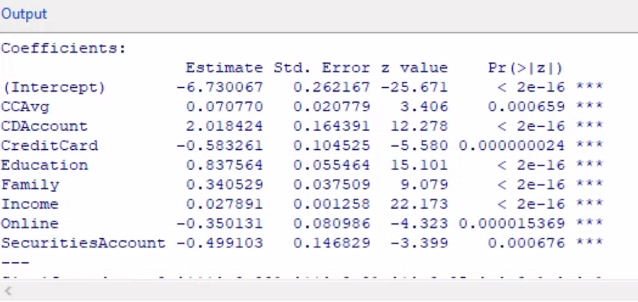 Output
Coefficients:
Estimate Std. Error z value Pr(>|z|)
(Intercept) -6.730067 0.262167 -25.671 < 2e-16 ***
CCAvg 0.070770 0.020779 3.406 0.000659 ***
CDAccount 2.018424 0.164391 12.278 < 2e-16 ***
CreditCard -0.583261 0.104525 -5.580 0.000000024 ***
Education 0.837564 0.055464 15.101 < 2e-16 ***
Family 0.340529 0.037509 9.079 < 2e-16 ***
Income 0.027891 0.001258 22.173 < 2e-16 ***
Online -0.350131 0.080986 -4.323 0.000015369 ***
SecuritiesAccount -0.499103 0.146829 -3.399 0.000676 ***
---